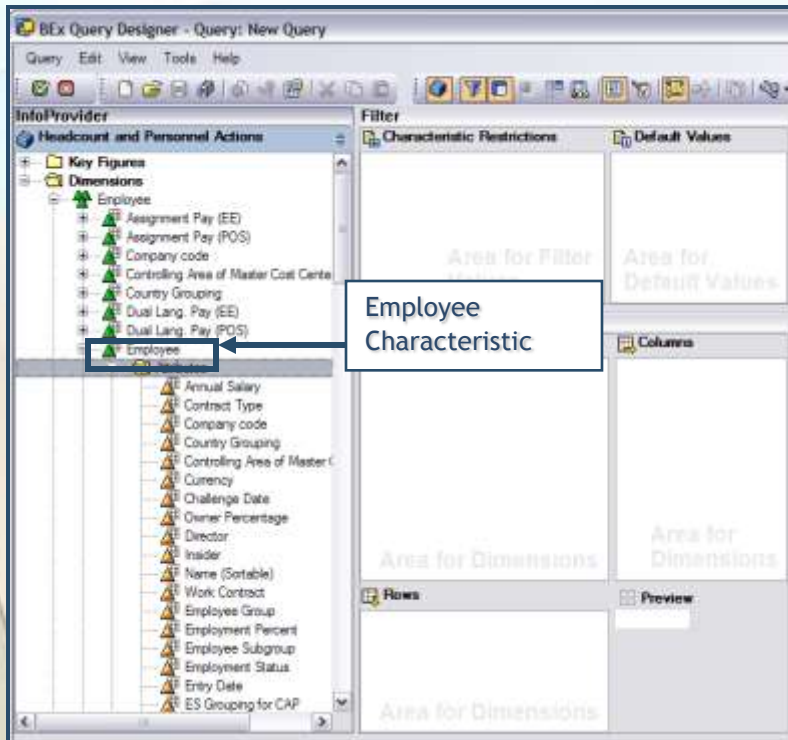 BEx Query Designer - Query: New Query
Query Edit View Tools Help
InfoProvider
Headcount and Personnel Actions
Key Figures
Dimensions
Employee
Assignment Pay (EE)
Assignment Pay (POS)
Company code
Controlling Area of Master Cost Cente
Country Grouping
Dual Lang. Pay (EE)
Dual Lang. Pay (POS)
Employee
Attributes
Annual Salary
Contract Type
Company code
Country Grouping
Controlling Area of Master C
Currency
Challenge Date
Owner Percentage
Director
Insider
Name (Sortable)
Work Contract
Employee Group
Employment Percent
Employee Subgroup
Employment Status
Entry Date
ES Grouping for CAP
Filter
Characteristic Restrictions
Area for Filter
Default Values
Area for
Default Values
Employee
Characteristic
Area for Dimensions
Columns
Area for
Dimensions
Rows
Area for Dimensions
Preview